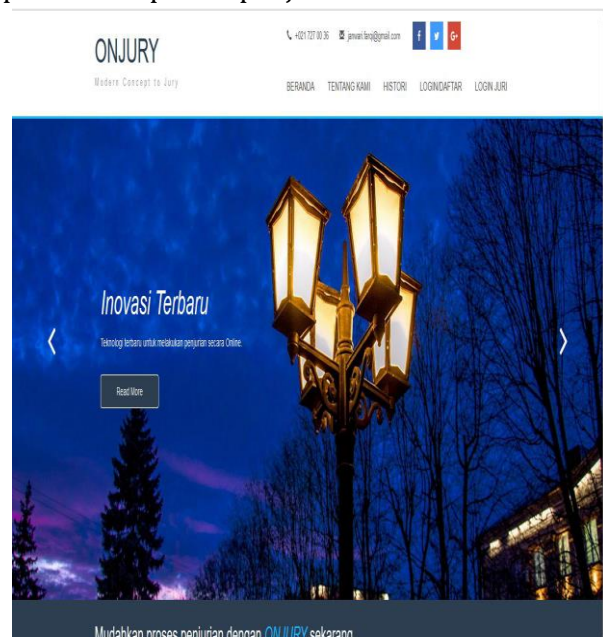 ONJURY
Modern Concept to Jury
+021 727 00 36
f
G+
BERANDA TENTANG KAMI HISTORI LOGIN/DAFTAR LOGIN JURI
Inovasi Terbaru
Teknologi terbaru untuk melakukan penjurian secara Online.
Read More
Mudahkan proses penjurian dengan ONJURY sekarang